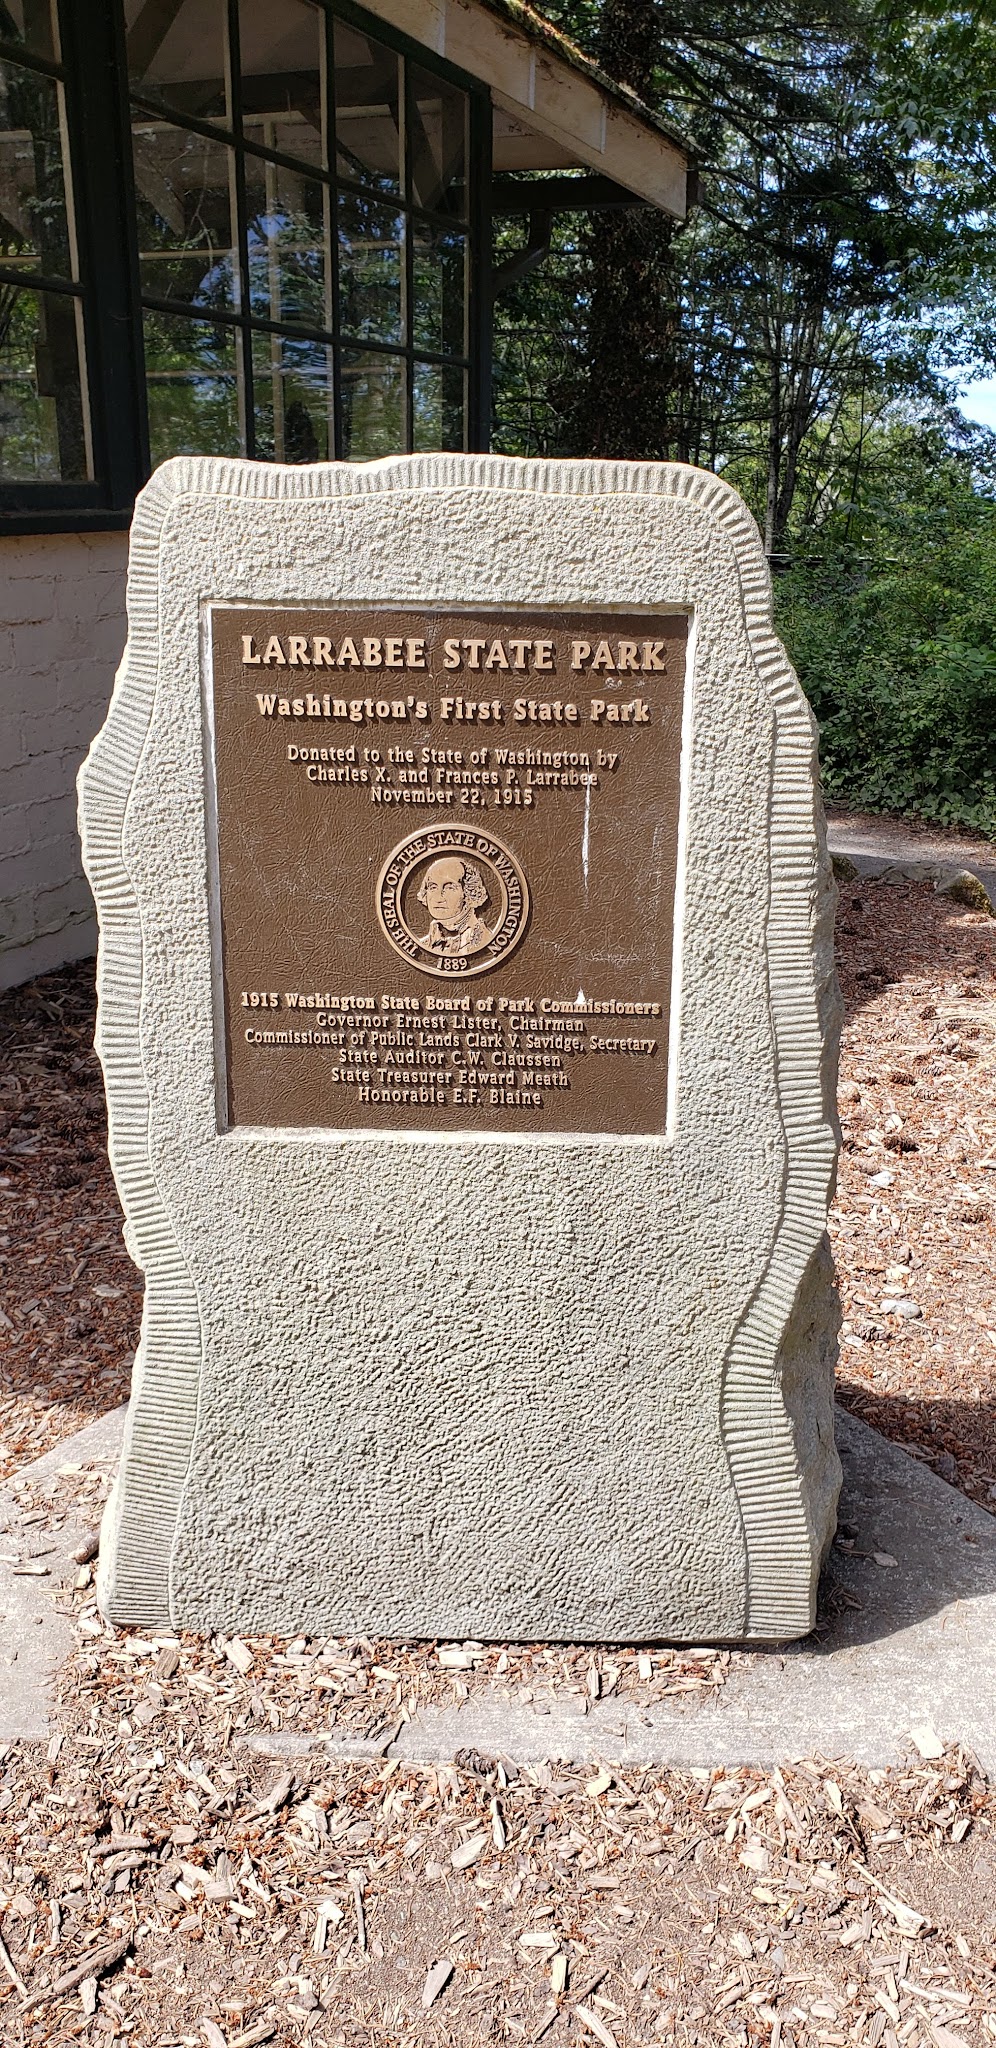 LARRABEE STATE PARK
Washington's First State Park
Donated to the State of Washington by
Charles X. and Frances P. Larrabee
November 22, 1915
THE SEAL OF THE STATE OF WASHINGTON
1889
1915 Washington State Board of Park Commissioners
Governor Ernest Lister, Chairman
Commissioner of Public Lands Clark V. Savidge, Secretary
State Auditor C.W. Claussen
State Treasurer Edward Meath
Honorable E.F. Blaine